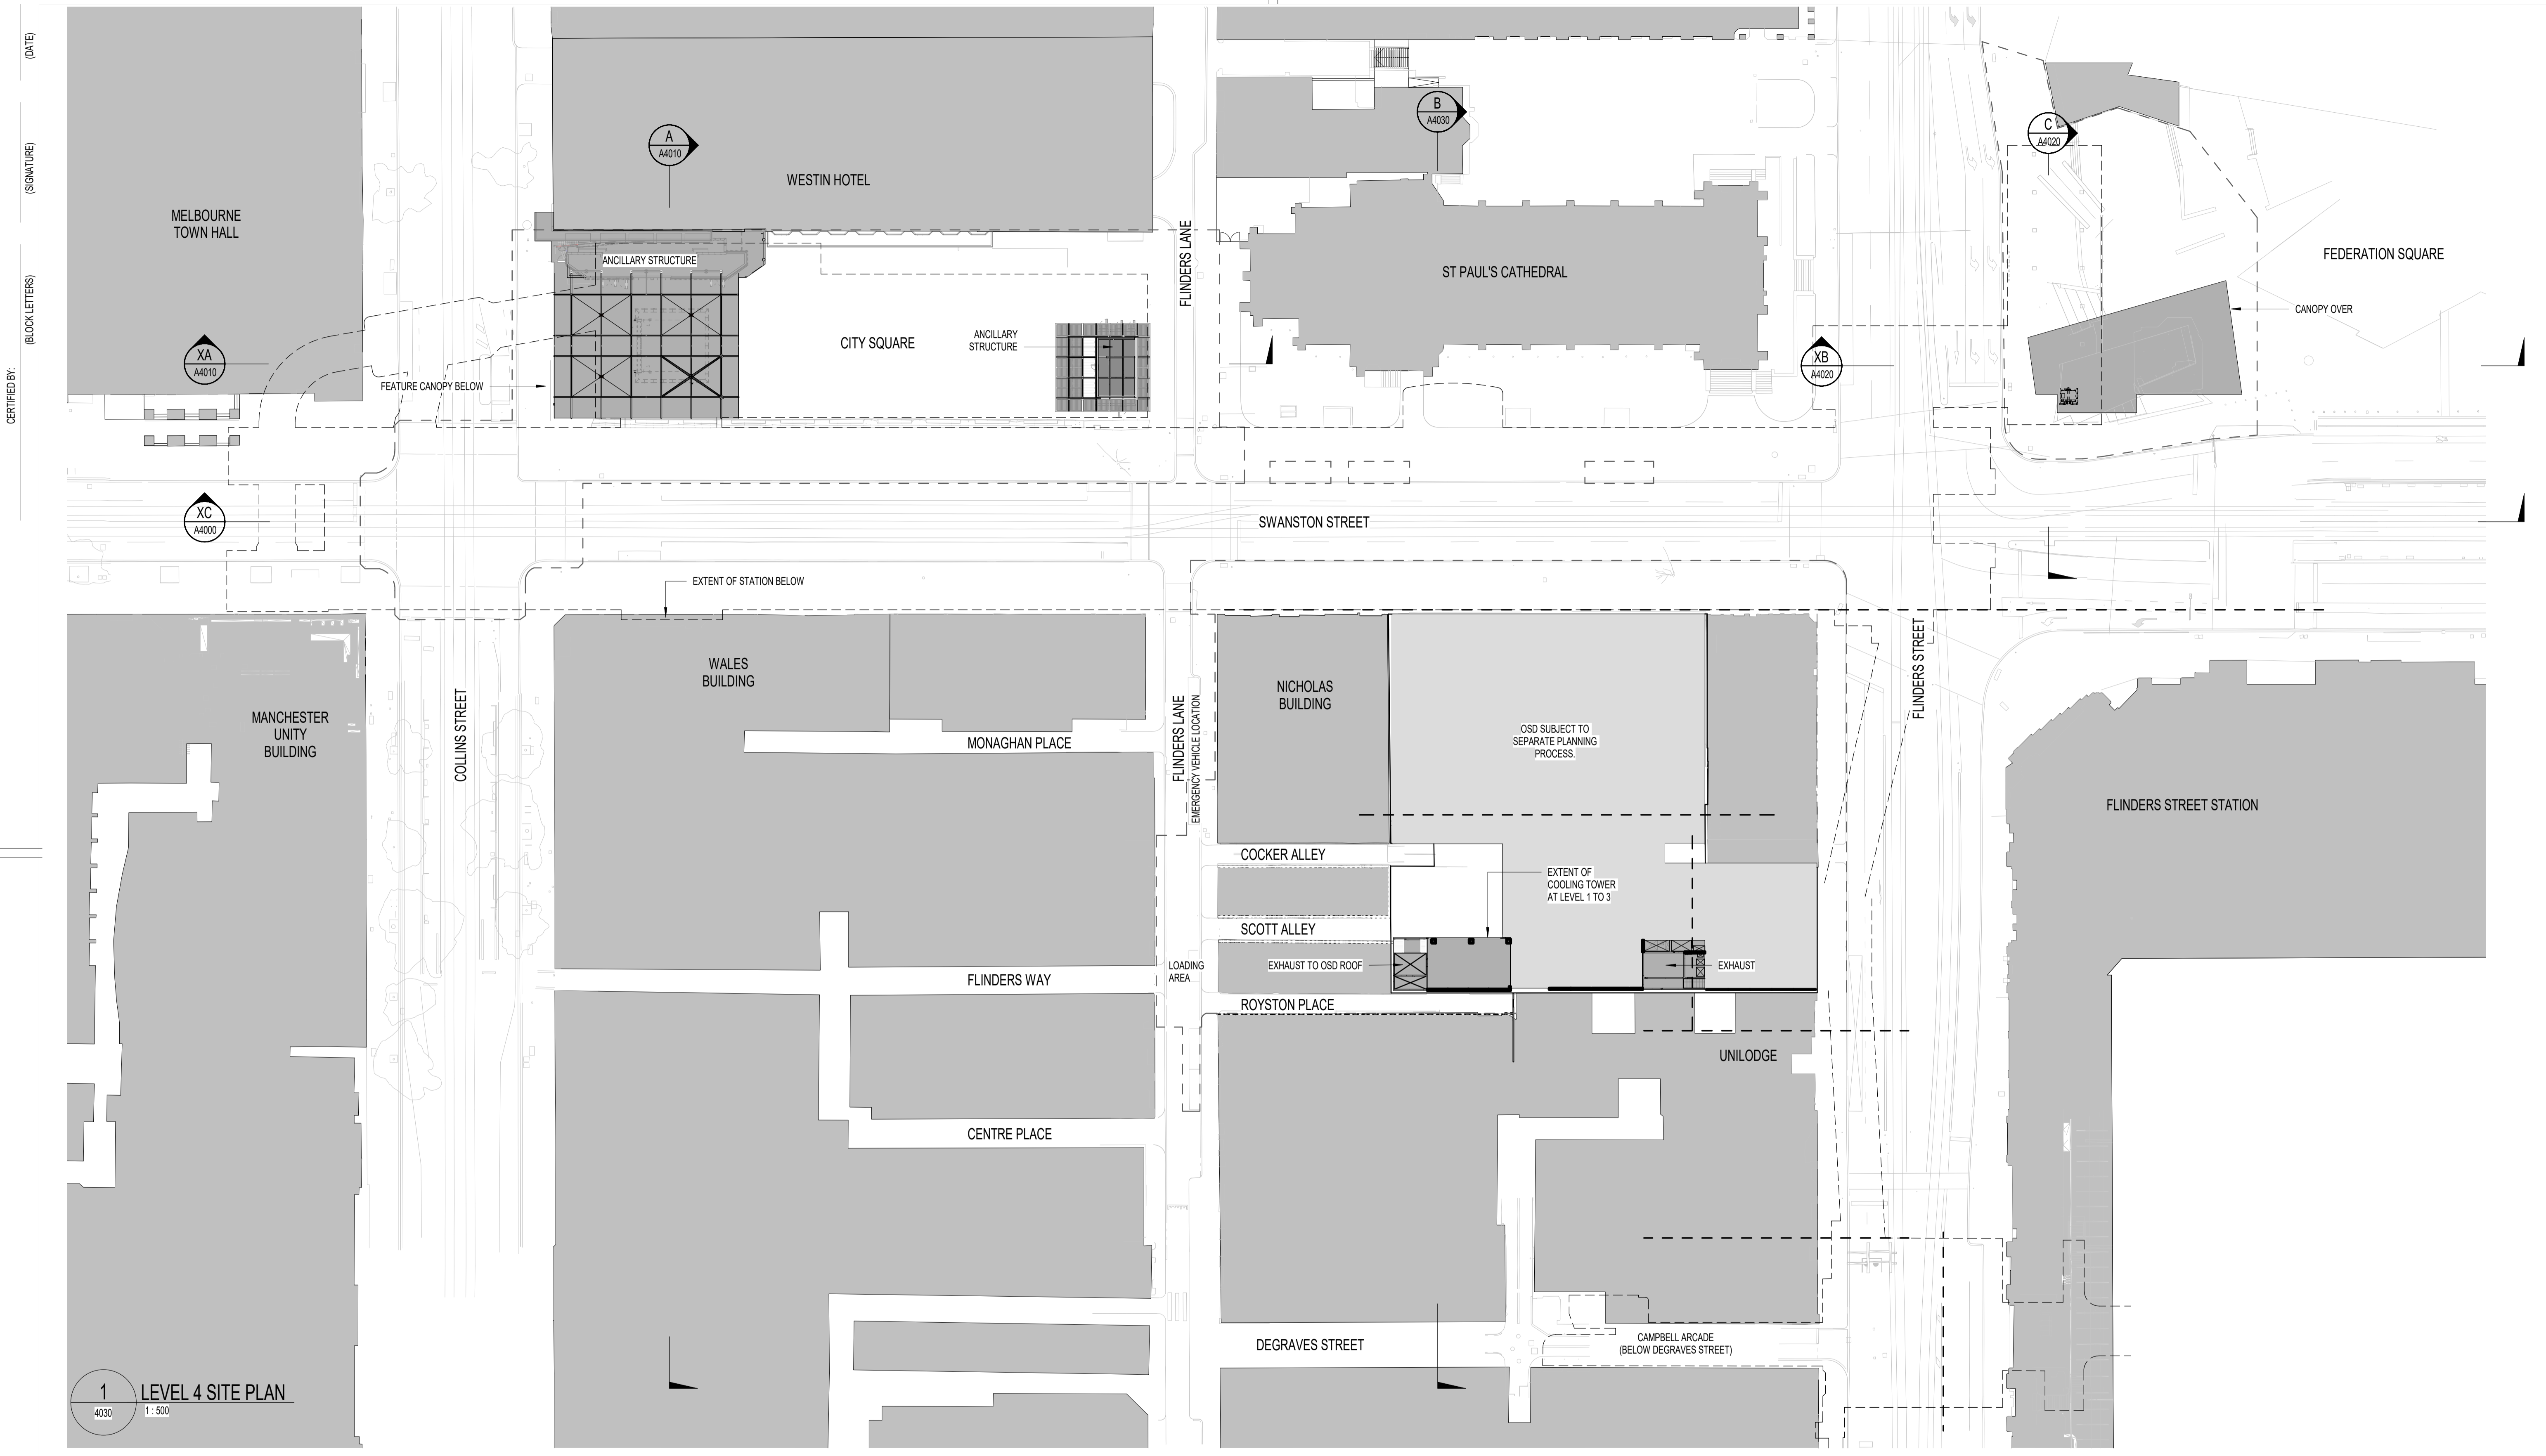 (DATE)
(SIGNATURE)
(BLOCK LETTERS)
CERTIFIED BY:
MELBOURNE
TOWN HALL
A
A4010
WESTIN HOTEL
B
A4030
C
A4020
FLINDERS LANE
ST PAUL'S CATHEDRAL
FEDERATION SQUARE
ANCILLARY STRUCTURE
CANOPY OVER
CITY SQUARE
ANCILLARY
STRUCTURE
XA
A4010
FEATURE CANOPY BELOW
XB
A4020
XC
A4000
SWANSTON STREET
EXTENT OF STATION BELOW
WALES
BUILDING
NICHOLAS
BUILDING
MANCHESTER
UNITY
BUILDING
COLLINS STREET
MONAGHAN PLACE
FLINDERS LANE
EMERGENCY VEHICLE LOCATION
OSD SUBJECT TO
SEPARATE PLANNING
PROCESS.
FLINDERS STREET
FLINDERS STREET STATION
COCKER ALLEY
EXTENT OF
COOLING TOWER
AT LEVEL 1 TO 3
SCOTT ALLEY
LOADING
AREA
EXHAUST TO OSD ROOF
EXHAUST
FLINDERS WAY
ROYSTON PLACE
UNILODGE
CENTRE PLACE
DEGRAVES STREET
CAMPBELL ARCADE
(BELOW DEGRAVES STREET)
1
4030
LEVEL 4 SITE PLAN
1 : 500